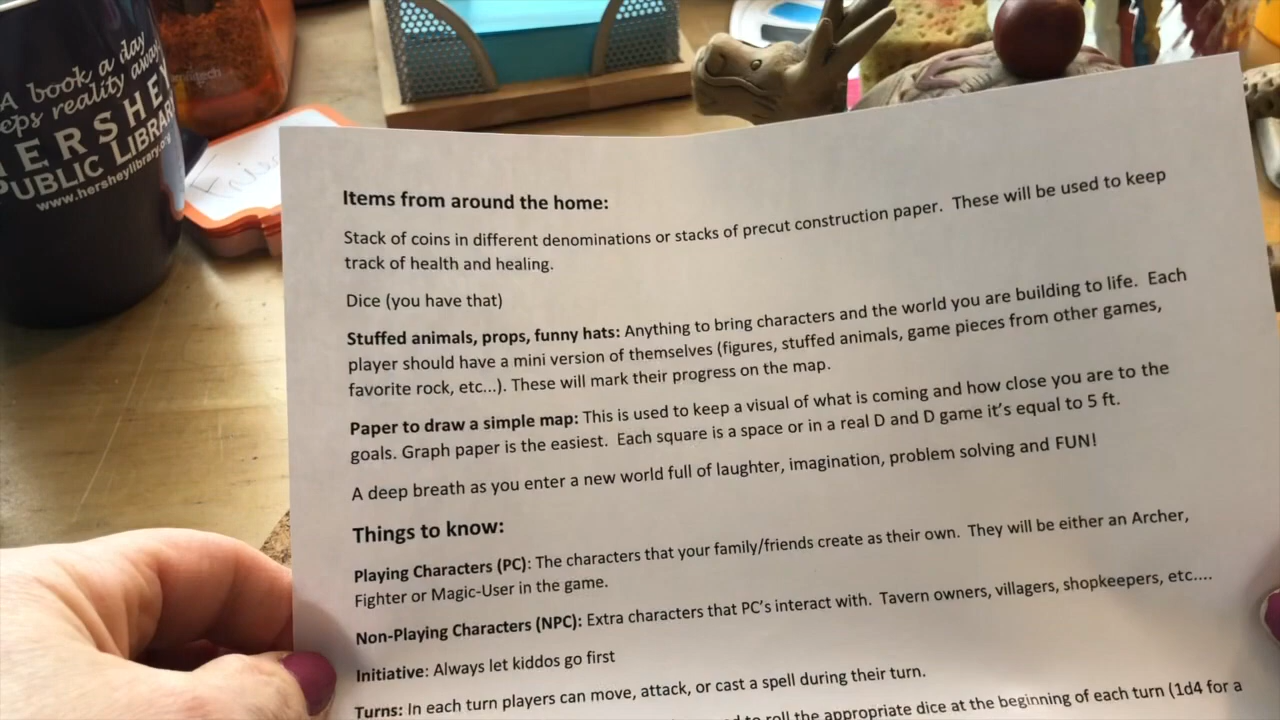 A book a day
eps reality away
HERSHEY
PUBLIC LIBRARY
www.hersheylibrary.org
Items from around the home:
Stack of coins in different denominations or stacks of precut construction paper. These will be used to keep
track of health and healing.
Dice (you have that)
Stuffed animals, props, funny hats: Anything to bring characters and the world you are building to life. Each
player should have a mini version of themselves (figures, stuffed animals, game pieces from other games,
favorite rock, etc...). These will mark their progress on the map.
Paper to draw a simple map: This is used to keep a visual of what is coming and how close you are to the
goals. Graph paper is the easiest. Each square is a space or in a real D and D game it's equal to 5 ft.
A deep breath as you enter a new world full of laughter, imagination, problem solving and FUN!
Things to know:
Playing Characters (PC): The characters that your family/friends create as their own. They will be either an Archer,
Fighter or Magic-User in the game.
Non-Playing Characters (NPC): Extra characters that PC's interact with. Tavern owners, villagers, shopkeepers, etc....
Initiative: Always let kiddos go first
Turns: In each turn players can move, attack, or cast a spell during their turn.
to roll the appropriate dice at the beginning of each turn (1d4 for a